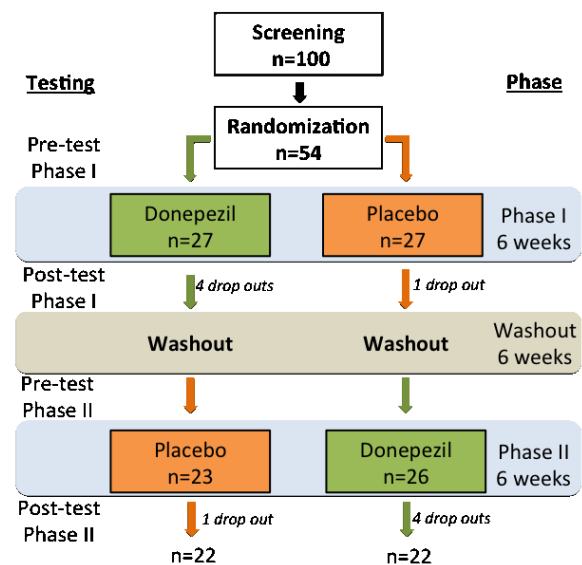 Screening
n=100
Testing
Phase
Randomization
n=54
Pre-test
Phase I
Donepezil
n=27
Placebo
n=27
Phase I
6 weeks
Post-test
Phase I
4 drop outs
1 drop out
Washout
Washout
Washout
6 weeks
Pre-test
Phase II
Placebo
n=23
Donepezil
n=26
Phase II
6 weeks
Post-test
Phase II
1 drop out
4 drop outs
n=22
n=22